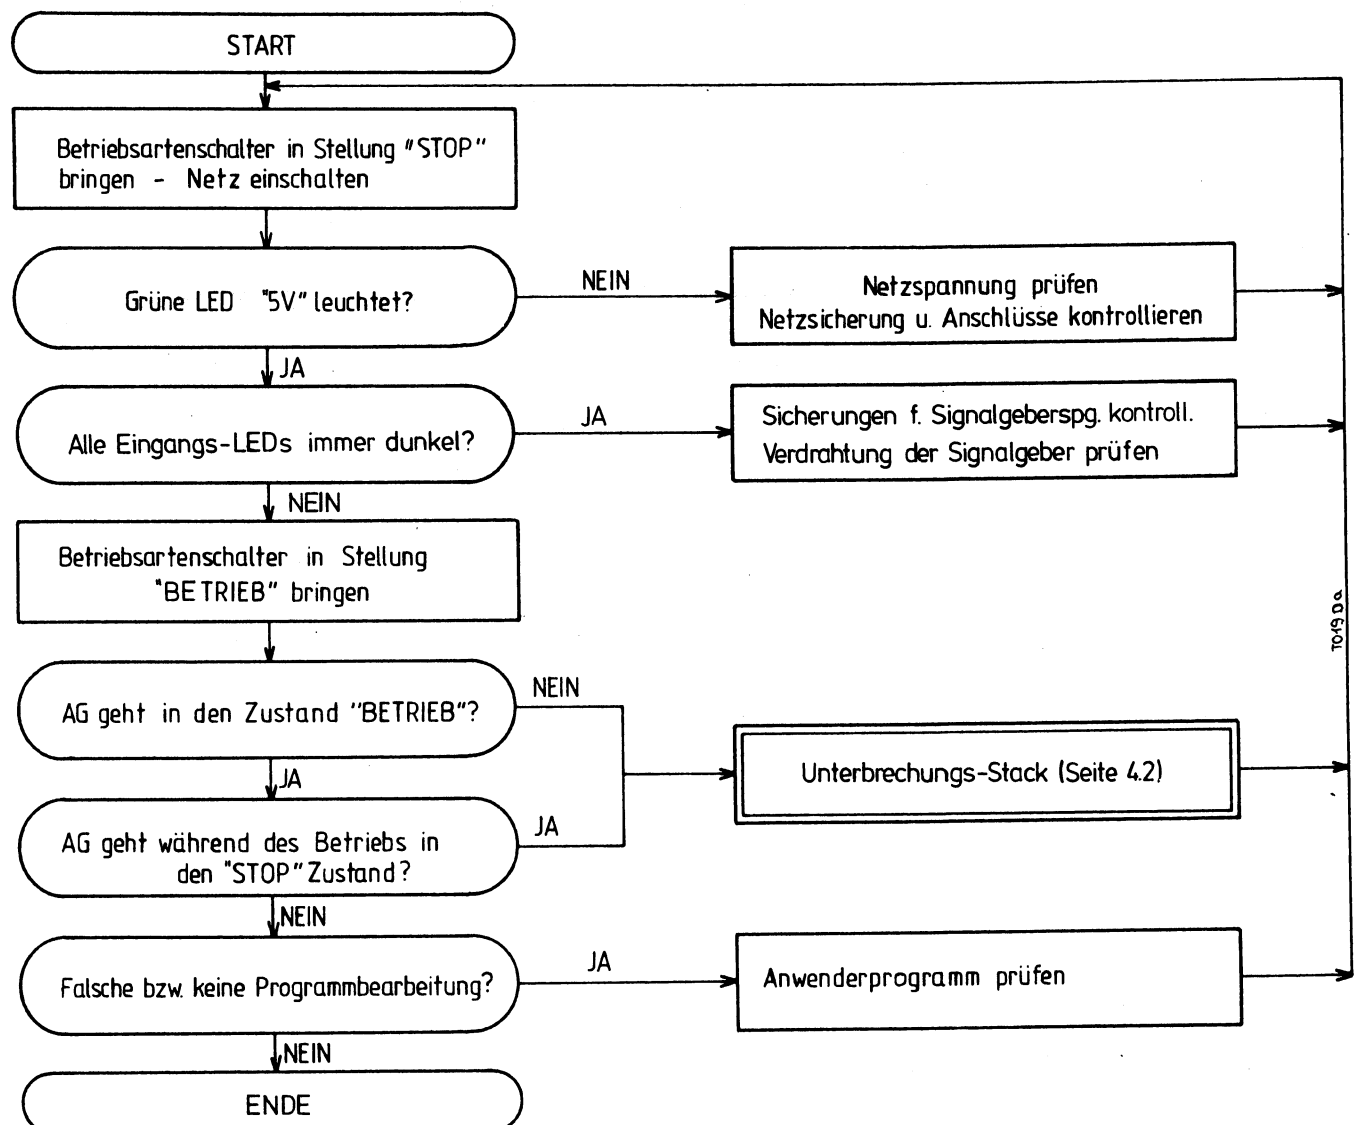 START
Betriebsartenschalter in Stellung "STOP"
bringen - Netz einschalten
Grüne LED "5V" leuchtet?
NEIN
Netzspannung prüfen
Netzsicherung u. Anschlüsse kontrollieren
JA
Alle Eingangs-LEDs immer dunkel?
JA
Sicherungen f. Signalgeberspg. kontroll.
Verdrahtung der Signalgeber prüfen
NEIN
Betriebsartenschalter in Stellung
"BETRIEB" bringen
AG geht in den Zustand "BETRIEB"?
NEIN
Unterbrechungs-Stack (Seite 4.2)
JA
AG geht während des Betriebs in
den "STOP" Zustand?
JA
NEIN
Falsche bzw. keine Programmbearbeitung?
JA
Anwenderprogramm prüfen
NEIN
ENDE
T019Da